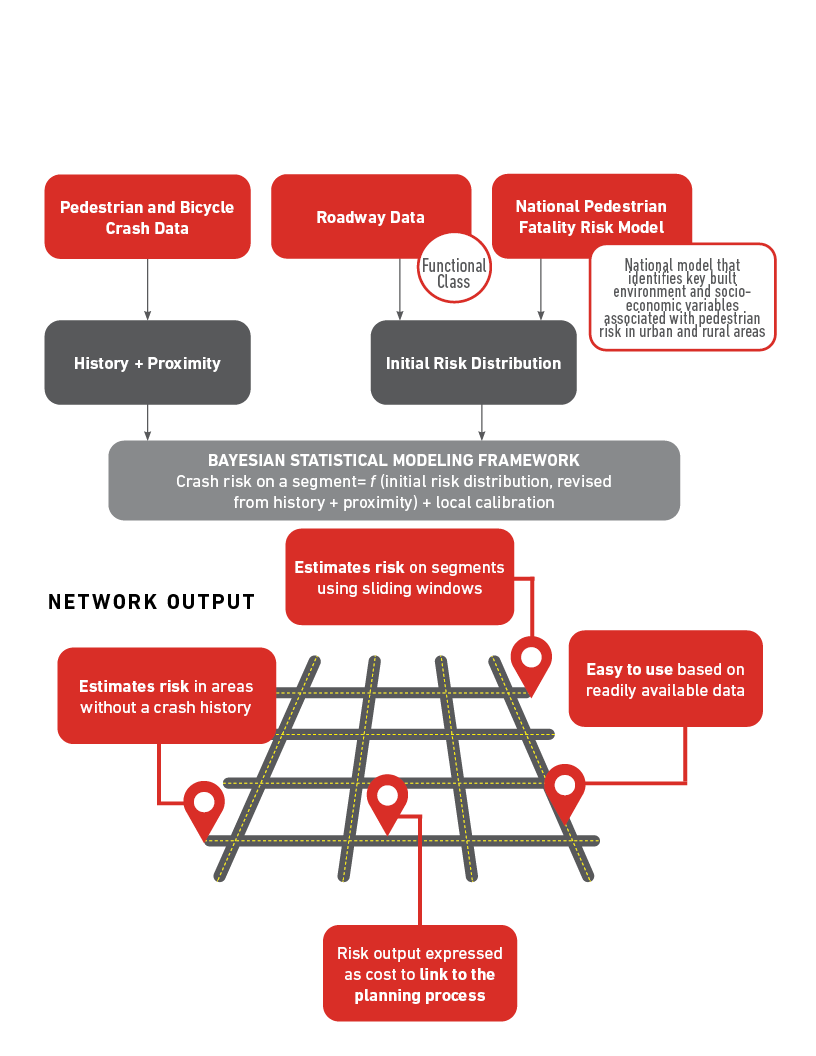 Pedestrian and Bicycle
Crash Data
Roadway Data
Functional
Class
National Pedestrian
Fatality Risk Model
National model that
identifies key built
environment and socio-
economic variables
associated with pedestrian
risk in urban and rural areas
History + Proximity
Initial Risk Distribution
BAYESIAN STATISTICAL MODELING FRAMEWORK
Crash risk on a segment= f (initial risk distribution, revised
from history + proximity) + local calibration
Estimates risk on segments
using sliding windows
NETWORK OUTPUT
Estimates risk in areas
without a crash history
Easy to use based on
readily available data
Risk output expressed
as cost to link to the
planning process